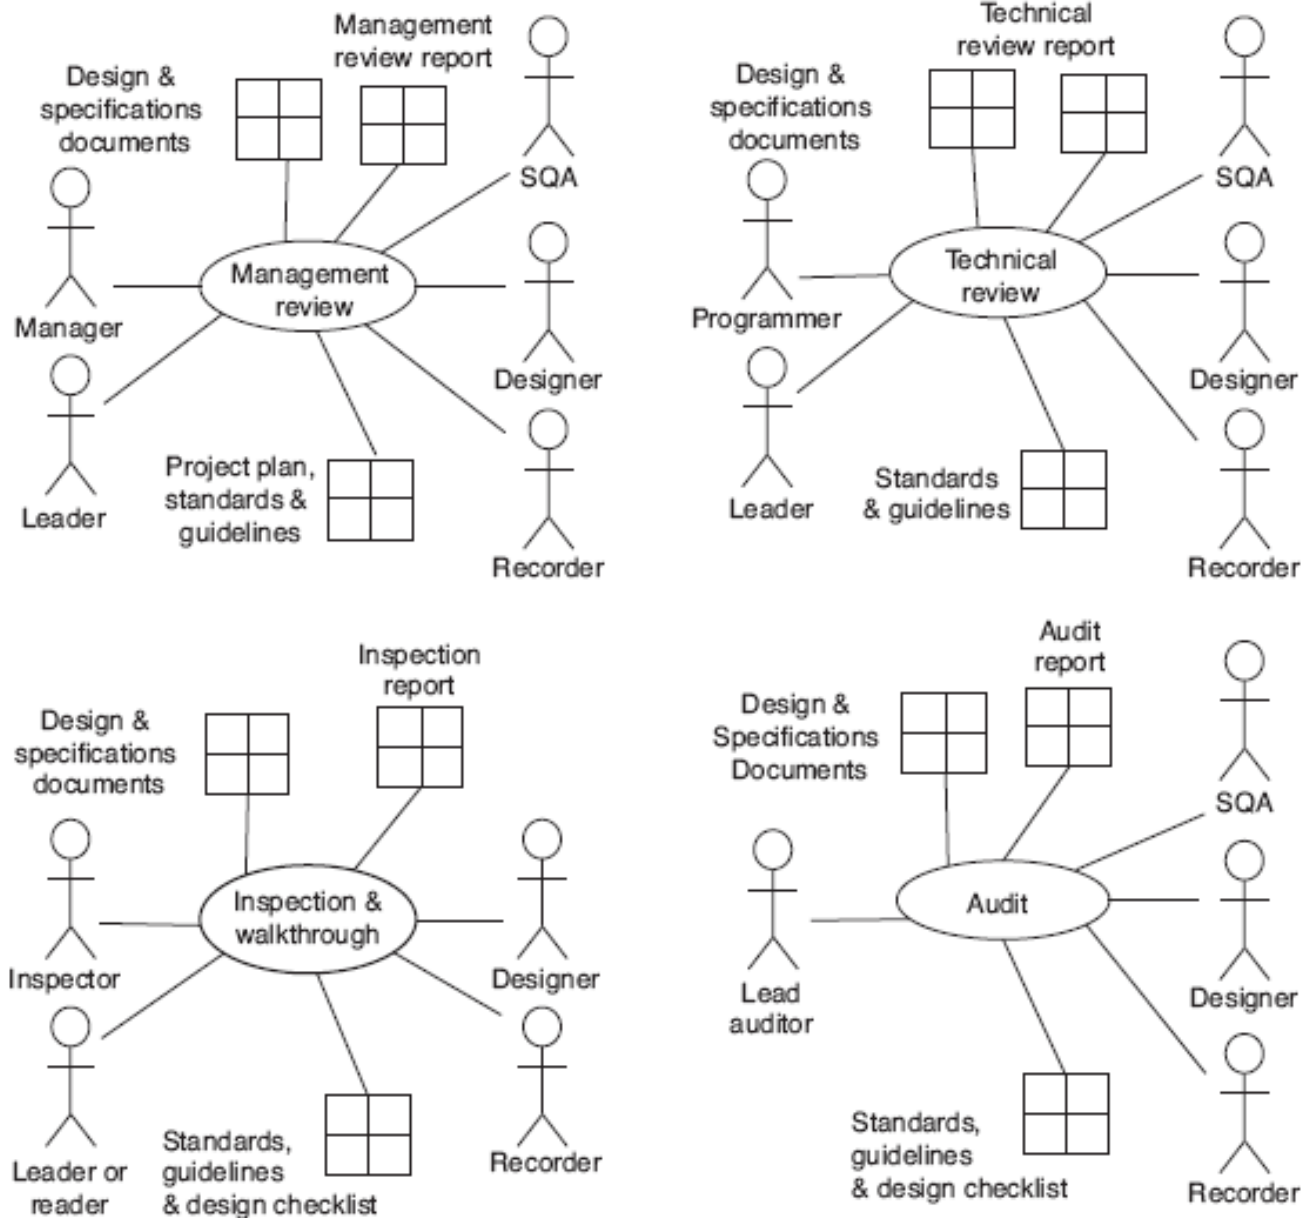 Management
review report
Design &
specifications
documents
SQA
Manager
Management
review
Designer
Leader
Project plan,
standards &
guidelines
Recorder
Technical
review report
Design &
specifications
documents
SQA
Programmer
Technical
review
Designer
Leader
Standards
& guidelines
Recorder
Inspection
report
Design &
specifications
documents
Inspector
Inspection &
walkthrough
Designer
Leader or
reader
Standards,
guidelines
& design checklist
Recorder
Audit
report
Design &
Specifications
Documents
SQA
Lead
auditor
Audit
Designer
Standards,
guidelines
& design checklist
Recorder